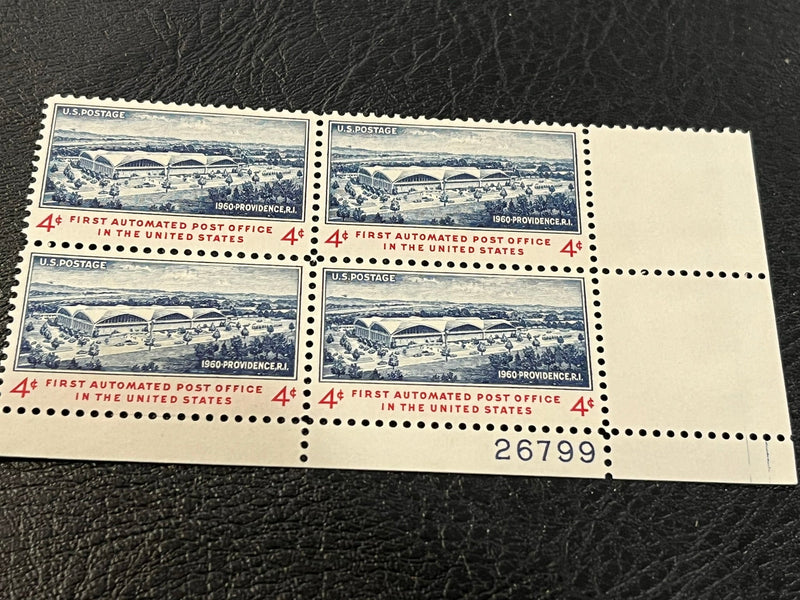 U.S.POSTAGE
1960·PROVIDENCE,R.I.
4¢ FIRST AUTOMATED POST OFFICE 4¢
IN THE UNITED STATES
U.S.POSTAGE
1960·PROVIDENCE,R.I.
4¢ FIRST AUTOMATED POST OFFICE 4¢
IN THE UNITED STATES
U.S.POSTAGE
1960·PROVIDENCE,R.I.
4¢ FIRST AUTOMATED POST OFFICE 4¢
IN THE UNITED STATES
U.S.POSTAGE
1960·PROVIDENCE,R.I.
4¢ FIRST AUTOMATED POST OFFICE 4¢
IN THE UNITED STATES
26799